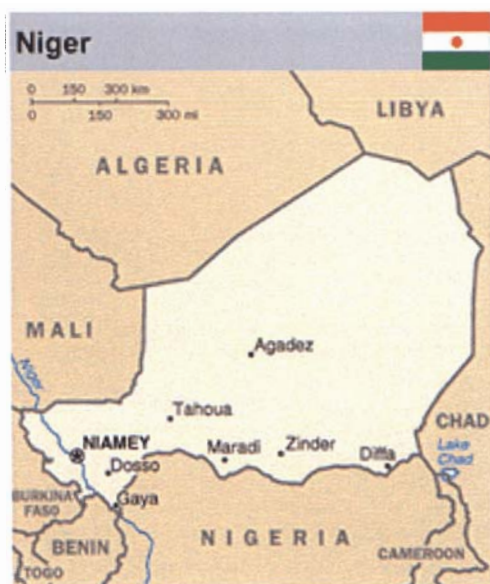 Niger
0 150 300 km
0 150 300 mi
LIBYA
ALGERIA
MALI
Niger
Agadez
Tahoua
CHAD
NIAMEY
Maradi
Zinder
Diffa
Lake
Chad
Dosso
BURKINA
FASO
Gaya
NIGERIA
BENIN
CAMEROON
TOGO